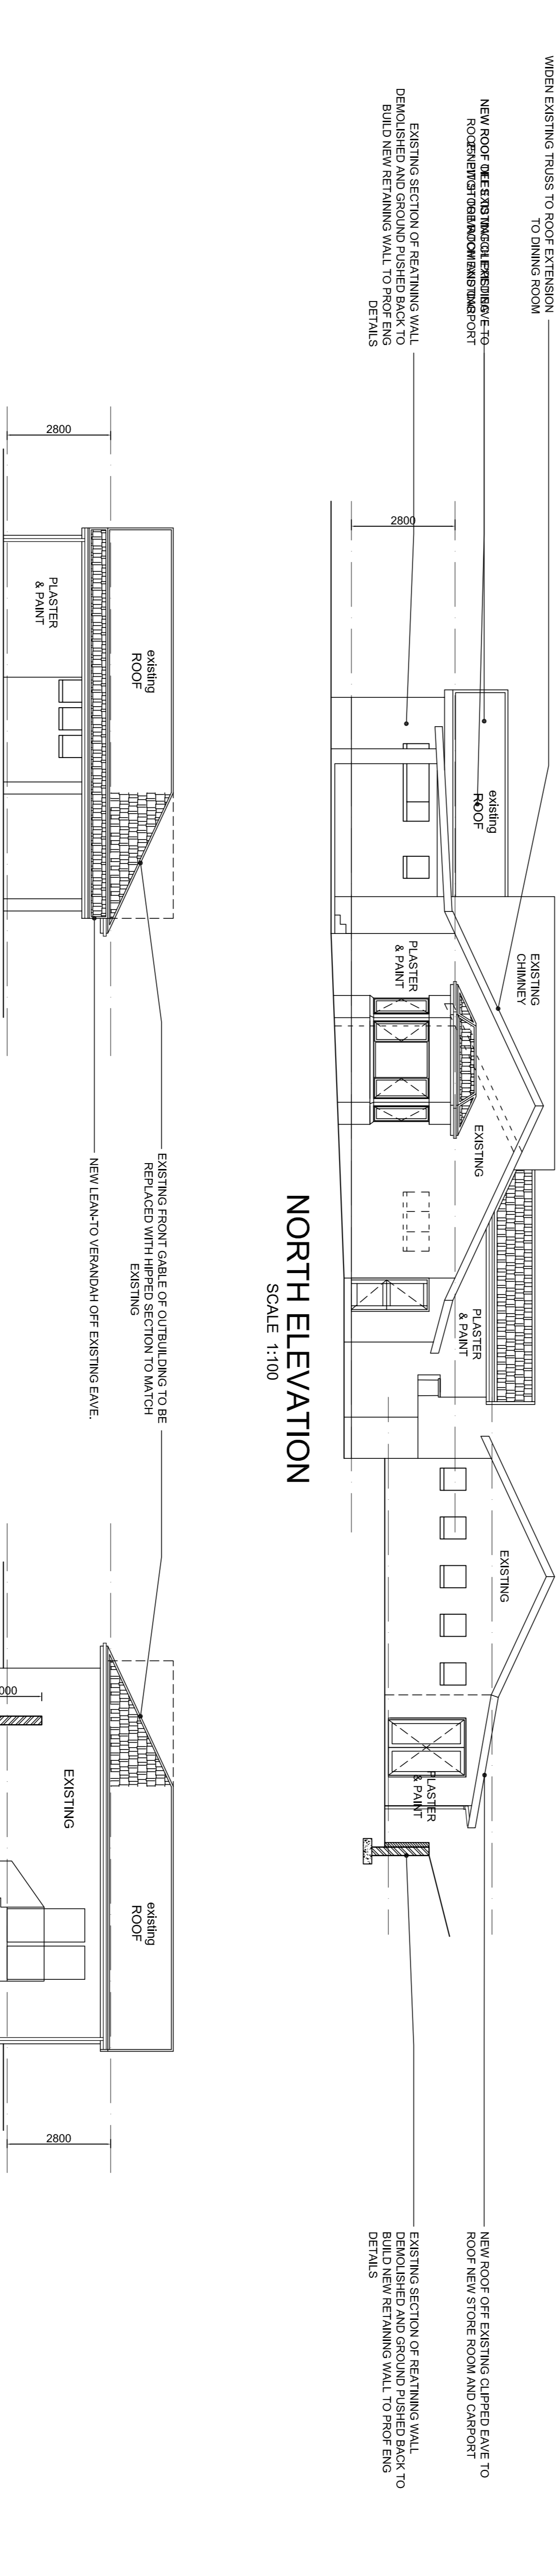 WIDEN EXISTING TRUSS TO ROOF EXTENSION
TO DINING ROOM
NEW ROOF
EXISTING SECTION OF REATINING WALL
DEMOLISHED AND GROUND PUSHED BACK TO
BUILD NEW RETAINING WALL TO PROF ENG
DETAILS
2800
existing
ROOF
EXISTING
CHIMNEY
PLASTER
& PAINT
EXISTING
PLASTER
& PAINT
EXISTING
PLASTER
& PAINT
NEW ROOF OFF EXISTING CLIPPED EAVE TO
ROOF NEW STORE ROOM AND CARPORT
EXISTING SECTION OF REATINING WALL
DEMOLISHED AND GROUND PUSHED BACK TO
BUILD NEW RETAINING WALL TO PROF ENG
DETAILS
NORTH ELEVATION
SCALE 1:100
2800
existing
ROOF
PLASTER
& PAINT
EXISTING FRONT GABLE OF OUTBUILDING TO BE
REPLACED WITH HIPPED SECTION TO MATCH
EXISTING
NEW LEAN-TO VERANDAH OFF EXISTING EAVE.
000
EXISTING
existing
ROOF
2800